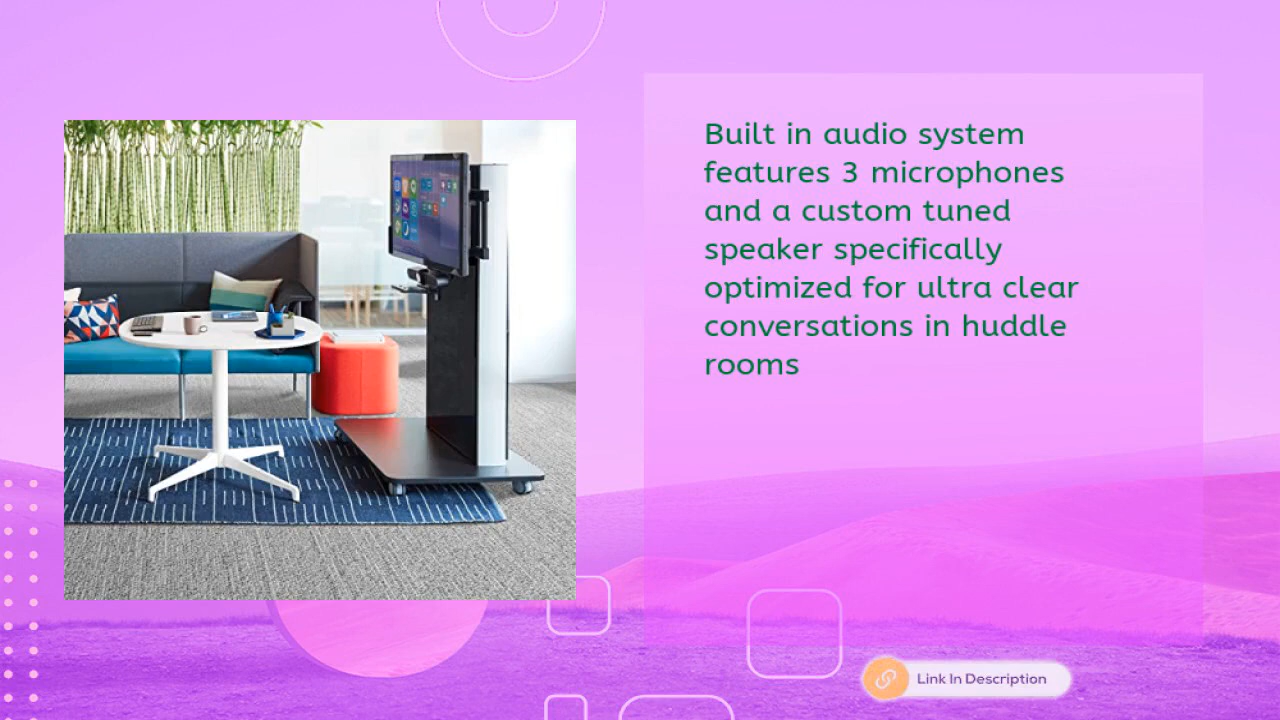 Built in audio system
features 3 microphones
and a custom tuned
speaker specifically
optimized for ultra clear
conversations in huddle
rooms
Link In Description